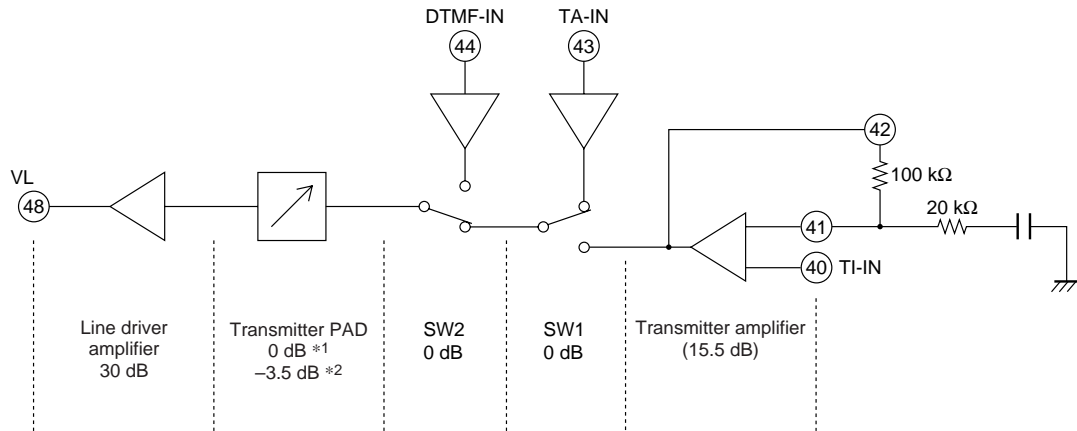 DTMF-IN
TA-IN
44
43
42
100 kΩ
VL
48
20 kΩ
41
40 TI-IN
Line driver
amplifier
30 dB
Transmitter PAD
0 dB *1
–3.5 dB *2
SW2
0 dB
SW1
0 dB
Transmitter amplifier
(15.5 dB)